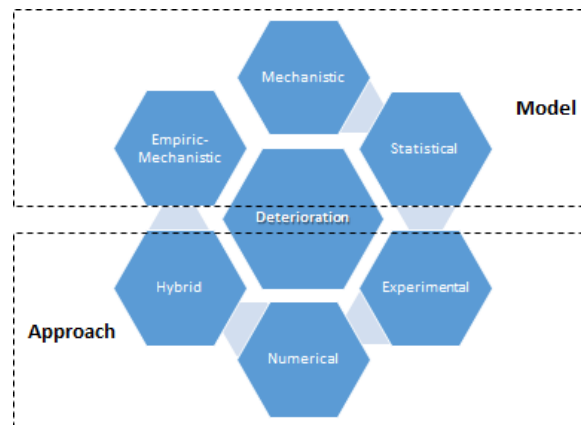 Mechanistic
Model
Empiric-
Mechanistic
Statistical
Deterioration
Hybrid
Experimental
Approach
Numerical